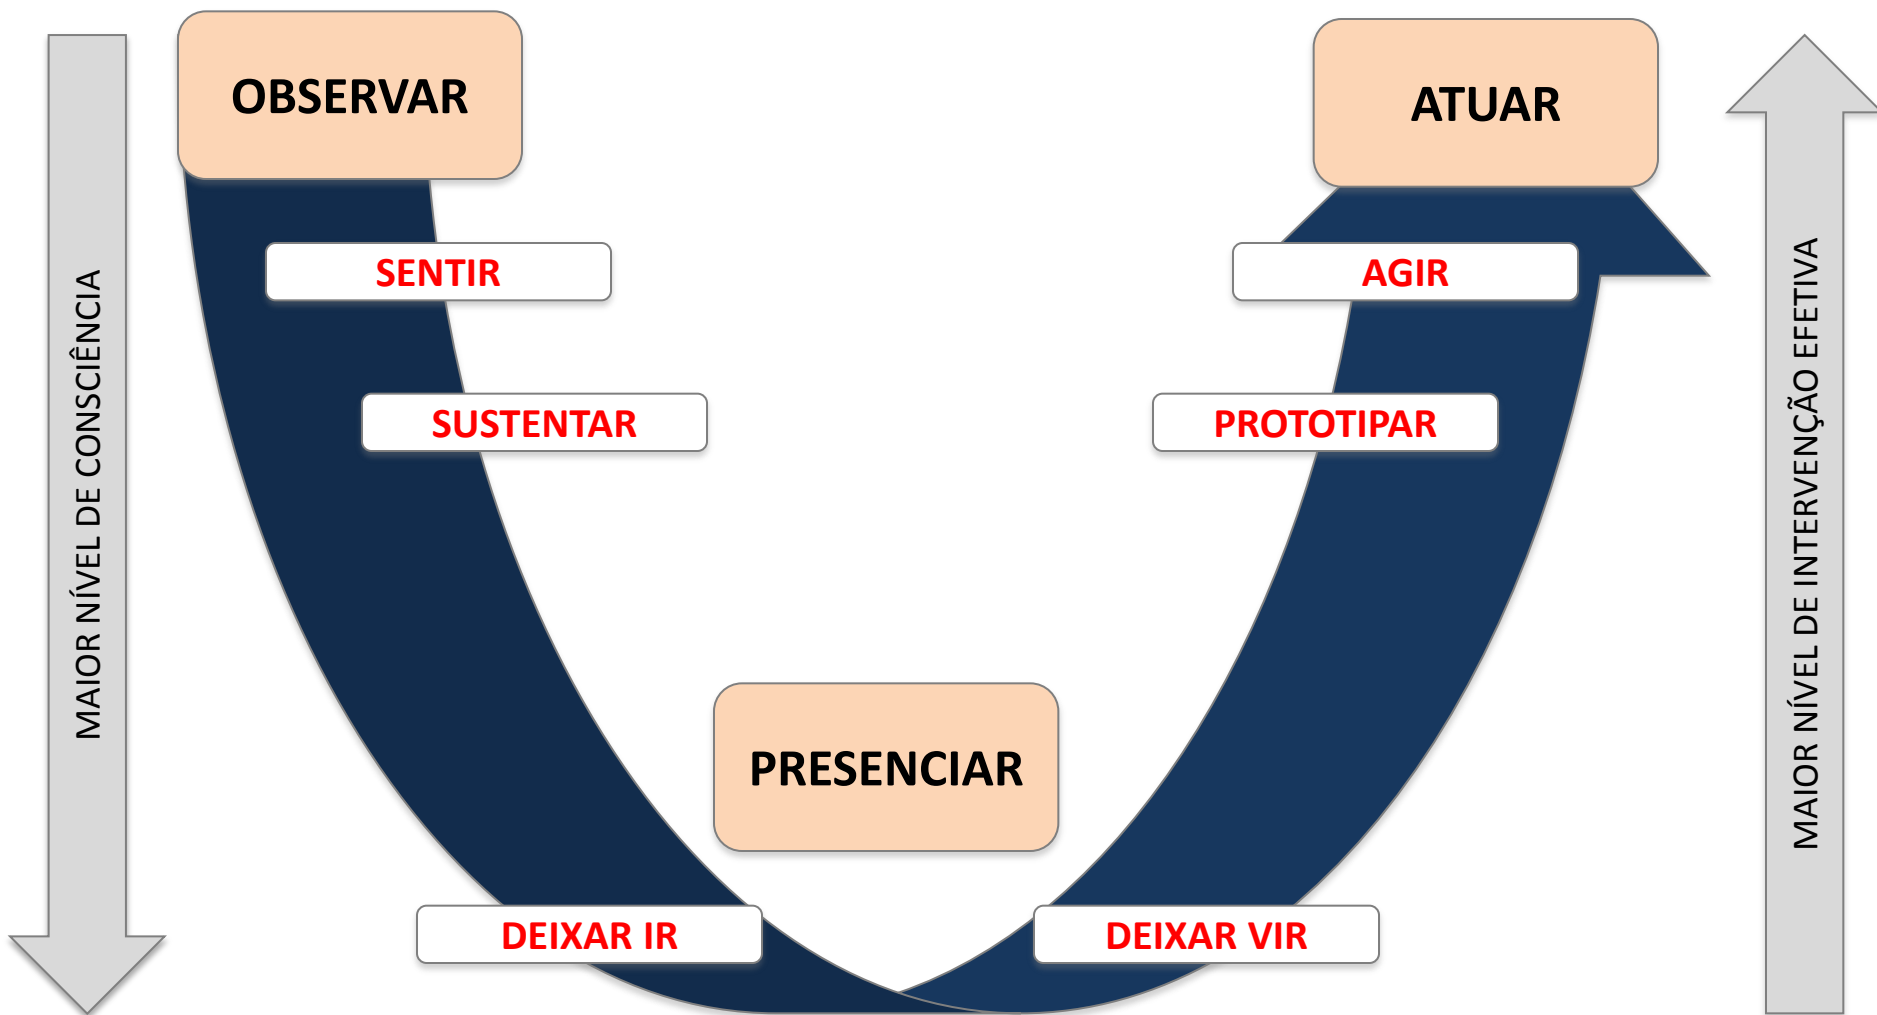 OBSERVAR
ATUAR
SENTIR
AGIR
SUSTENTAR
PROTOTIPAR
PRESENCIAR
DEIXAR IR
DEIXAR VIR
MAIOR NÍVEL DE CONSCIÊNCIA
MAIOR NÍVEL DE INTERVENÇÃO EFETIVA